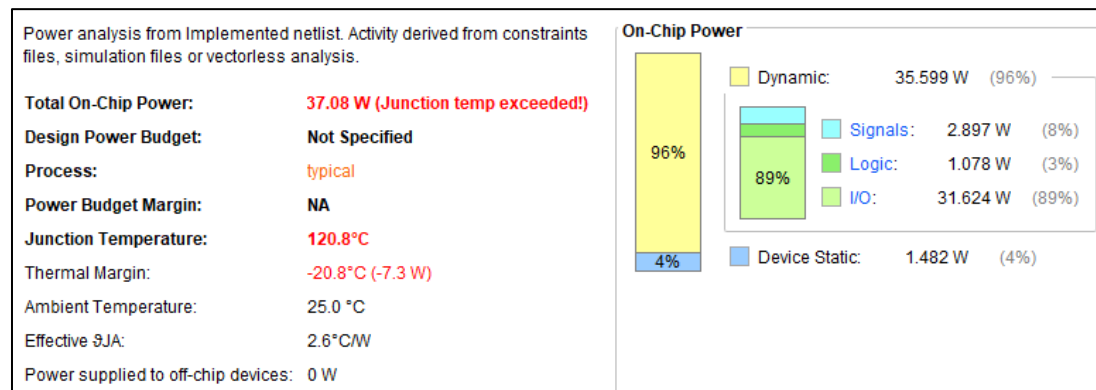 Power analysis from Implemented netlist. Activity derived from constraints
files, simulation files or vectorless analysis.
Total On-Chip Power: 37.08 W (Junction temp exceeded!)
Design Power Budget: Not Specified
Process: typical
Power Budget Margin: NA
Junction Temperature: 120.8°C
Thermal Margin: -20.8°C (-7.3 W)
Ambient Temperature: 25.0 °C
Effective ϑJA: 2.6°C/W
Power supplied to off-chip devices: 0 W
On-Chip Power
96%
4%
Dynamic: 35.599 W (96%)
89%
Signals: 2.897 W (8%)
Logic: 1.078 W (3%)
I/O: 31.624 W (89%)
Device Static: 1.482 W (4%)